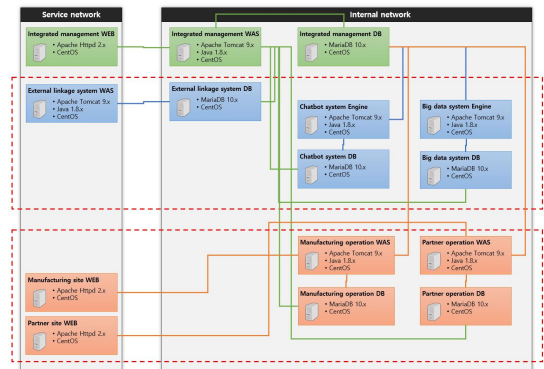 Service network
Internal network
Integrated management WEB
• Apache Httpd 2.x
• CentOS
Integrated management WAS
• Apache Tomcat 9.x
• Java 1.8.x
• CentOS
Integrated management DB
• MariaDB 10.x
• CentOS
External linkage system WAS
• Apache Tomcat 9.x
• Java 1.8.x
• CentOS
External linkage system DB
• MariaDB 10.x
• CentOS
Chatbot system Engine
• Apache Tomcat 9.x
• Java 1.8.x
• CentOS
Big data system Engine
• Apache Tomcat 9.x
• Java 1.8.x
• CentOS
Chatbot system DB
• MariaDB 10.x
• CentOS
Big data system DB
• MariaDB 10.x
• CentOS
Manufacturing operation WAS
• Apache Tomcat 9.x
• Java 1.8.x
• CentOS
Partner operation WAS
• Apache Tomcat 9.x
• Java 1.8.x
• CentOS
Manufacturing site WEB
• Apache Httpd 2.x
• CentOS
Manufacturing operation DB
• MariaDB 10.x
• CentOS
Partner operation DB
• MariaDB 10.x
• CentOS
Partner site WEB
• Apache Httpd 2.x
• CentOS